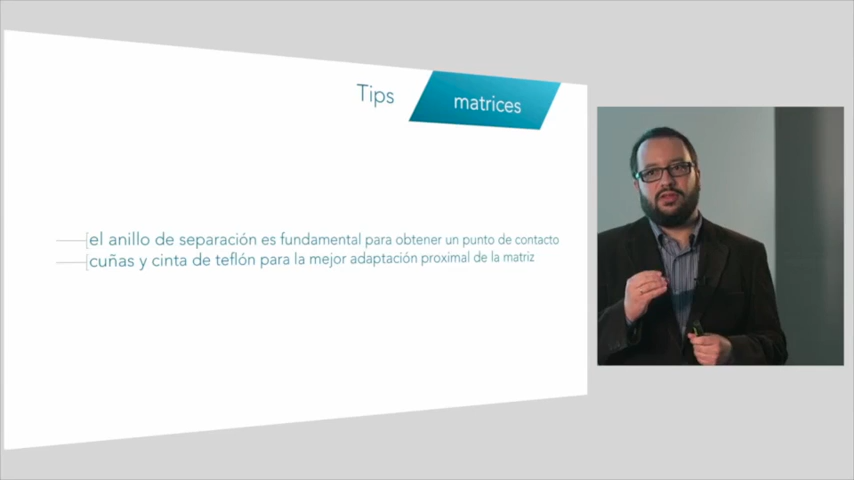 Tips
matrices
el anillo de separación es fundamental para obtener un punto de contacto
cuñas y cinta de teflón para la mejor adaptación proximal de la matriz